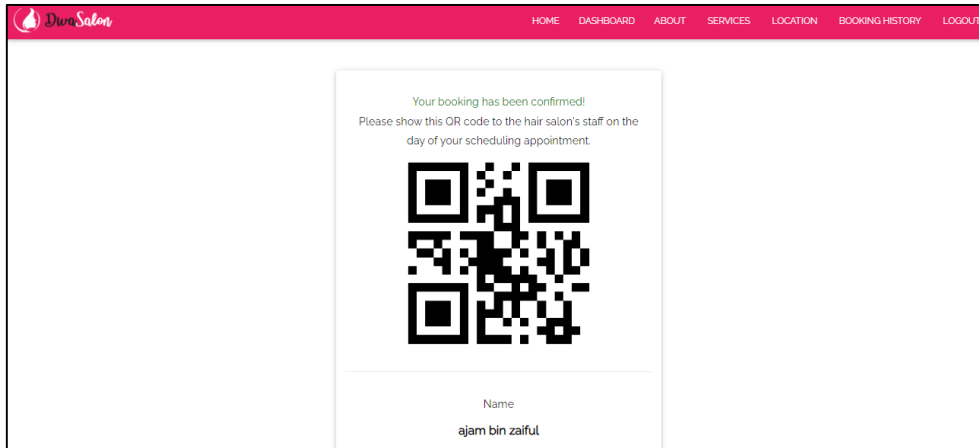 DwaSalon
HOME DASHBOARD ABOUT SERVICES LOCATION BOOKING HISTORY LOGOUT
Your booking has been confirmed!
Please show this QR code to the hair salon's staff on the
day of your scheduling appointment.
Name
ajam bin zaiful